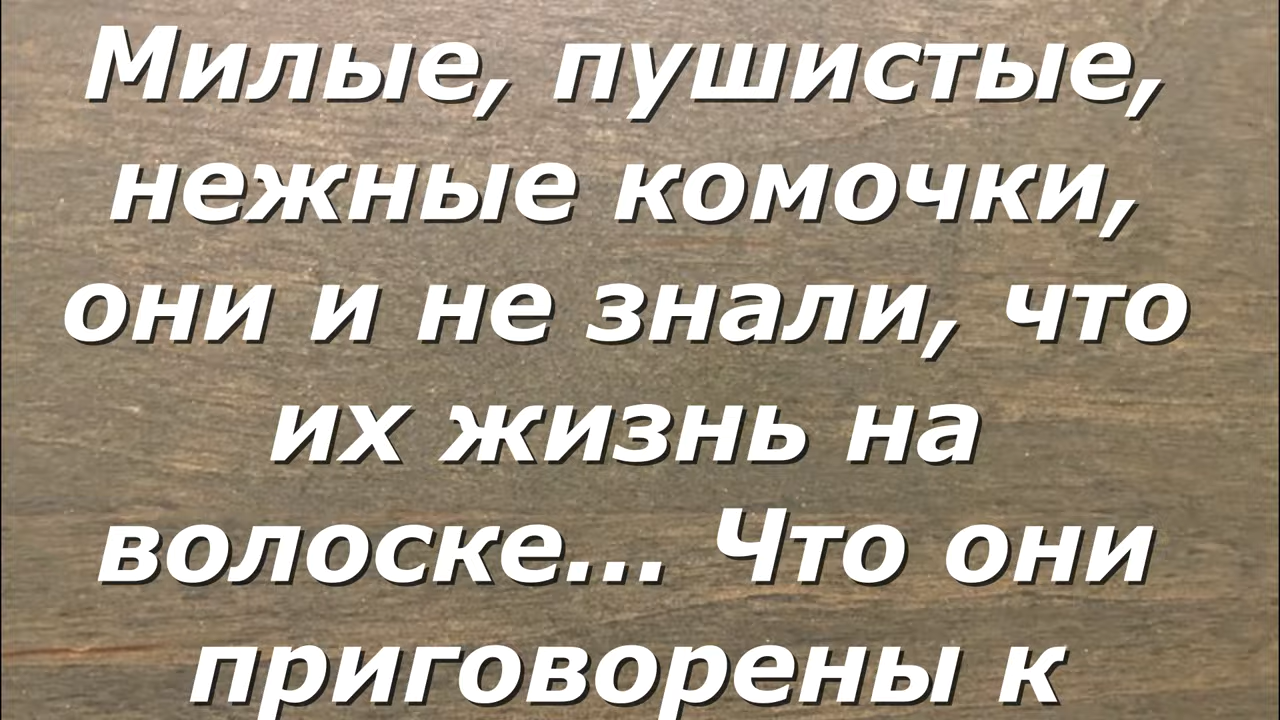 Милые, пушистые,
нежные комочки,
они и не знали, что
их жизнь на
волоске... Что они
приговорены к